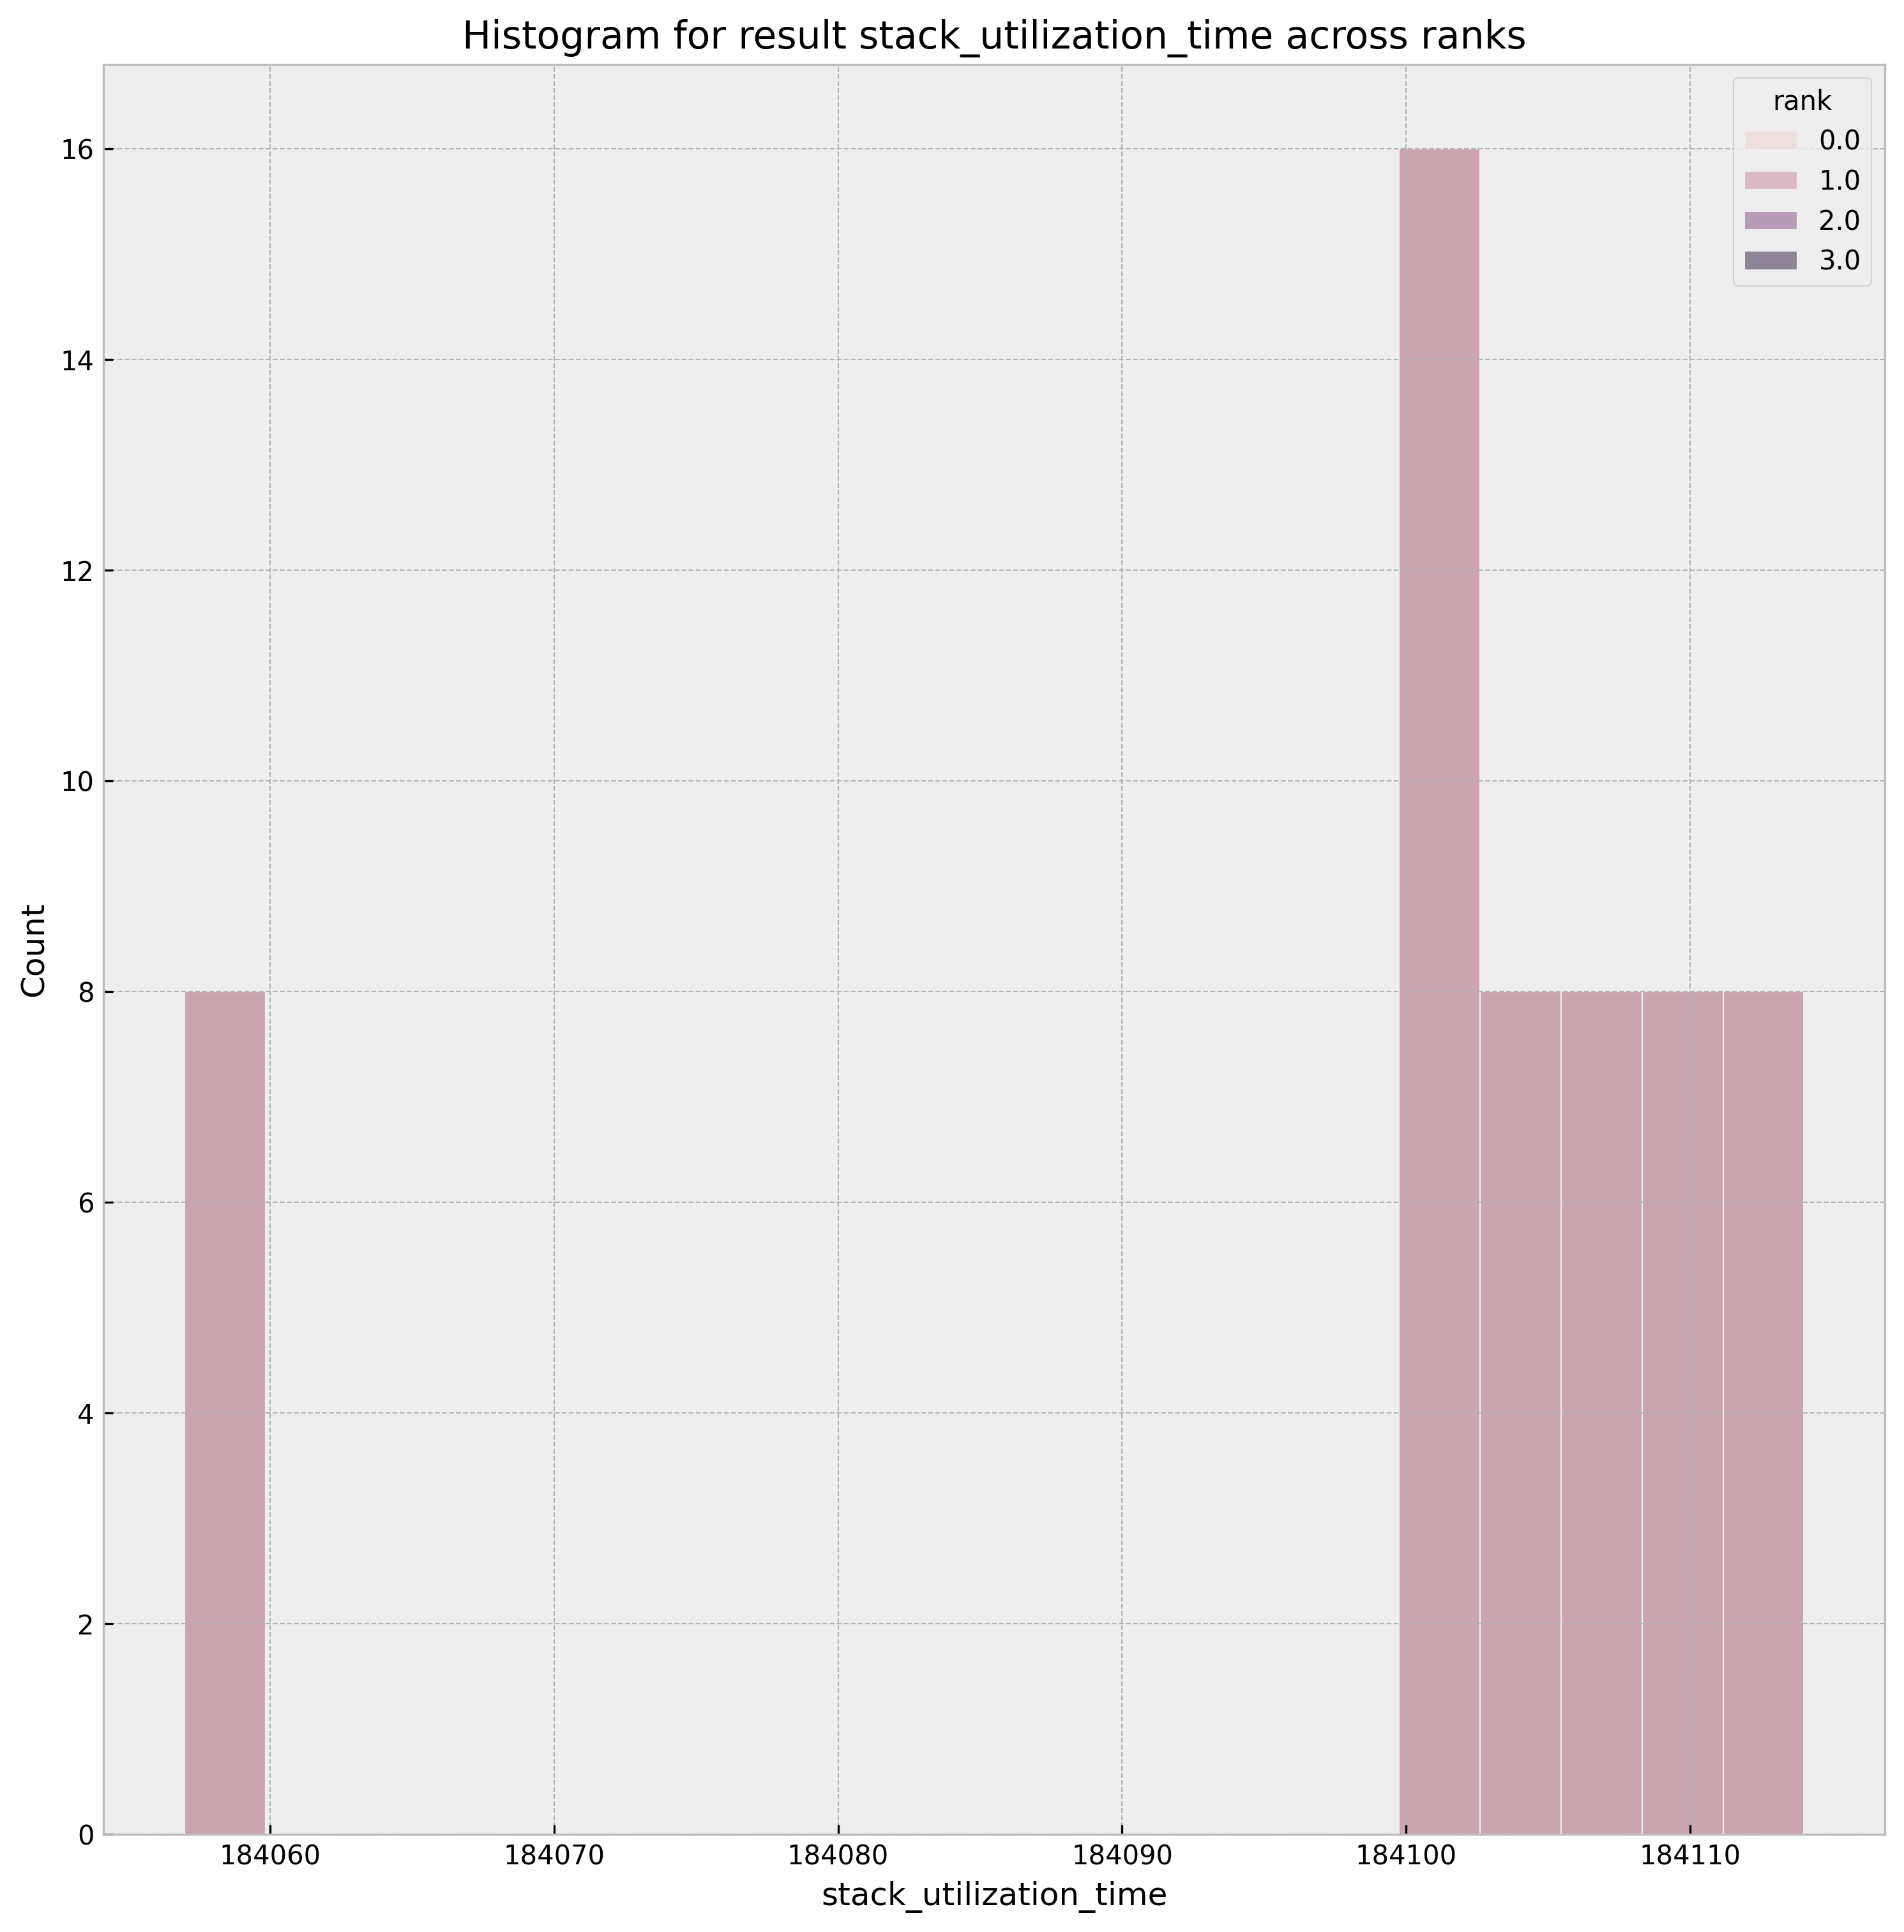 Histogram for result stack_utilization_time across ranks
rank
0.0
1.0
2.0
3.0
16
14
12
10
8
6
4
2
0
Count
184060 184070 184080 184090 184100 184110
stack_utilization_time